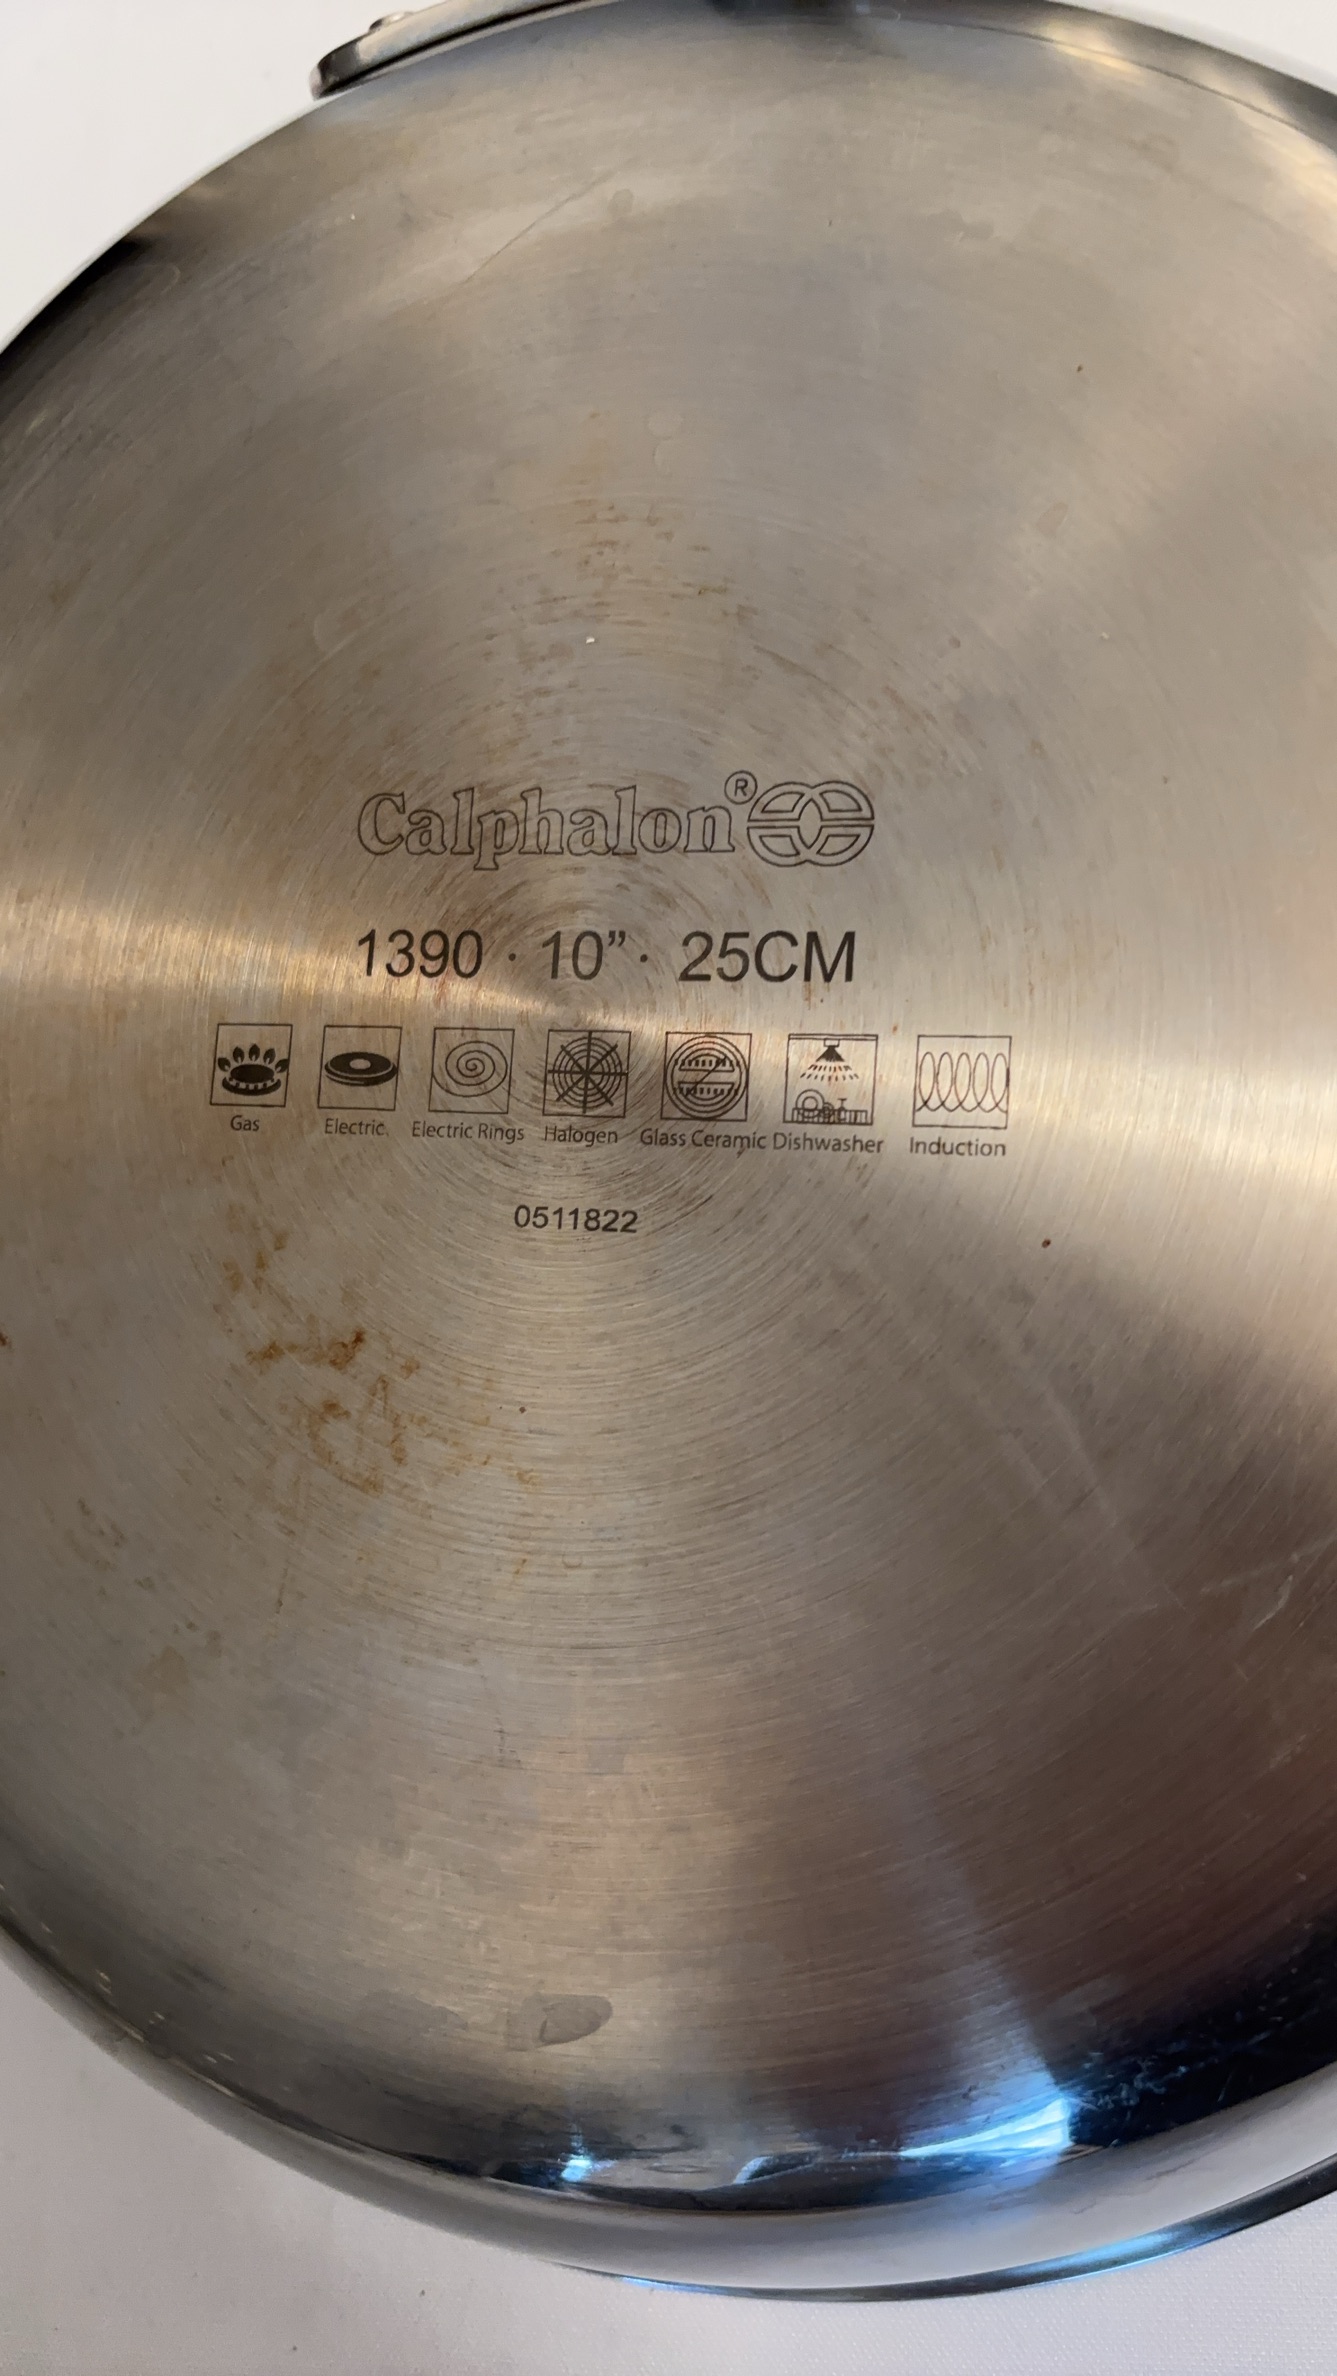 Calphalon®
1390 · 10” · 25CM
Gas Electric Electric Rings Halogen Glass Ceramic Dishwasher Induction
0511822